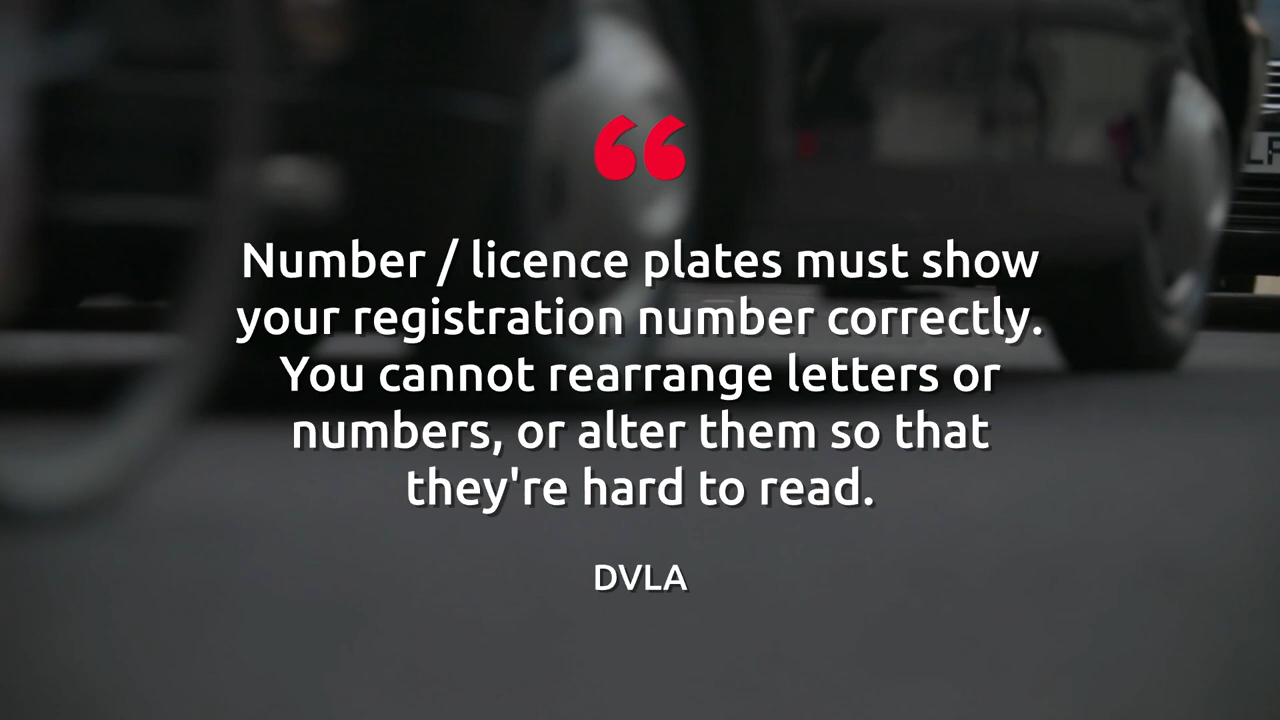 “
Number / licence plates must show
your registration number correctly.
You cannot rearrange letters or
numbers, or alter them so that
they're hard to read.
DVLA